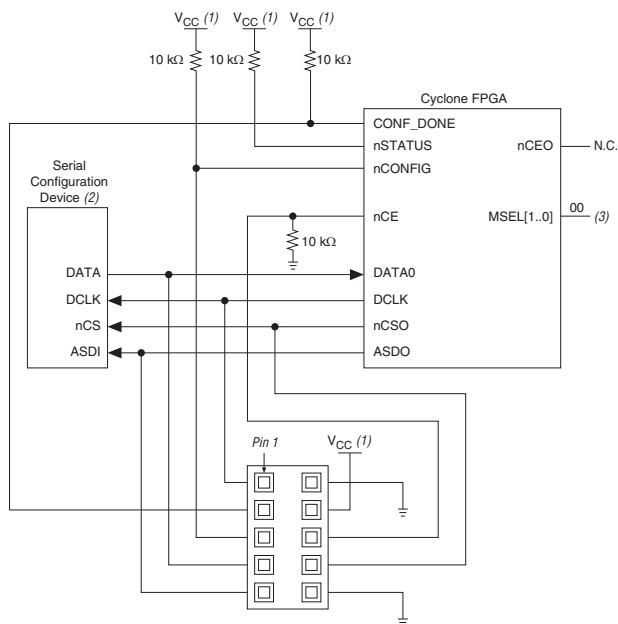 VCC (1) VCC (1) VCC (1)
10 kΩ 10 kΩ 10 kΩ
Cyclone FPGA
CONF_DONE
nSTATUS
nCONFIG
nCE
DATA0
DCLK
nCSO
ASDO
nCEO
N.C.
MSEL[1..0]
00
(3)
10 kΩ
Serial
Configuration
Device (2)
DATA
DCLK
nCS
ASDI
Pin 1
VCC (1)